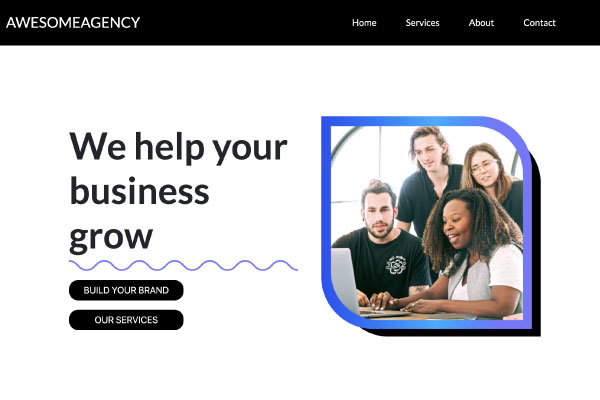 AWESOMEAGENCY
Home Services About Contact
We help your
business
grow
BUILD YOUR BRAND
OUR SERVICES